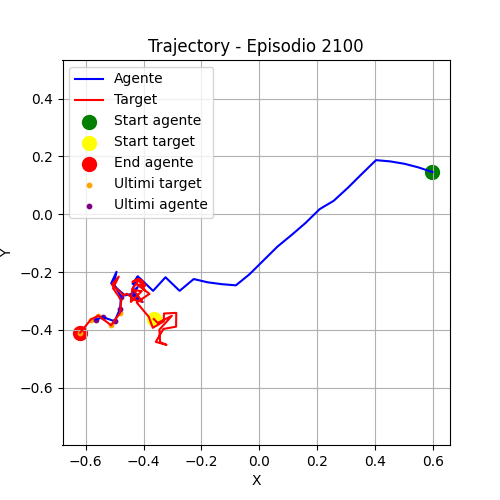 Trajectory - Episodio 2100
Agente
Target
Start agente
Start target
End agente
Ultimi target
Ultimi agente
0.4
0.2
0.0
−0.2
−0.4
−0.6
Y
−0.6
−0.4
−0.2
0.0
0.2
0.4
0.6
X